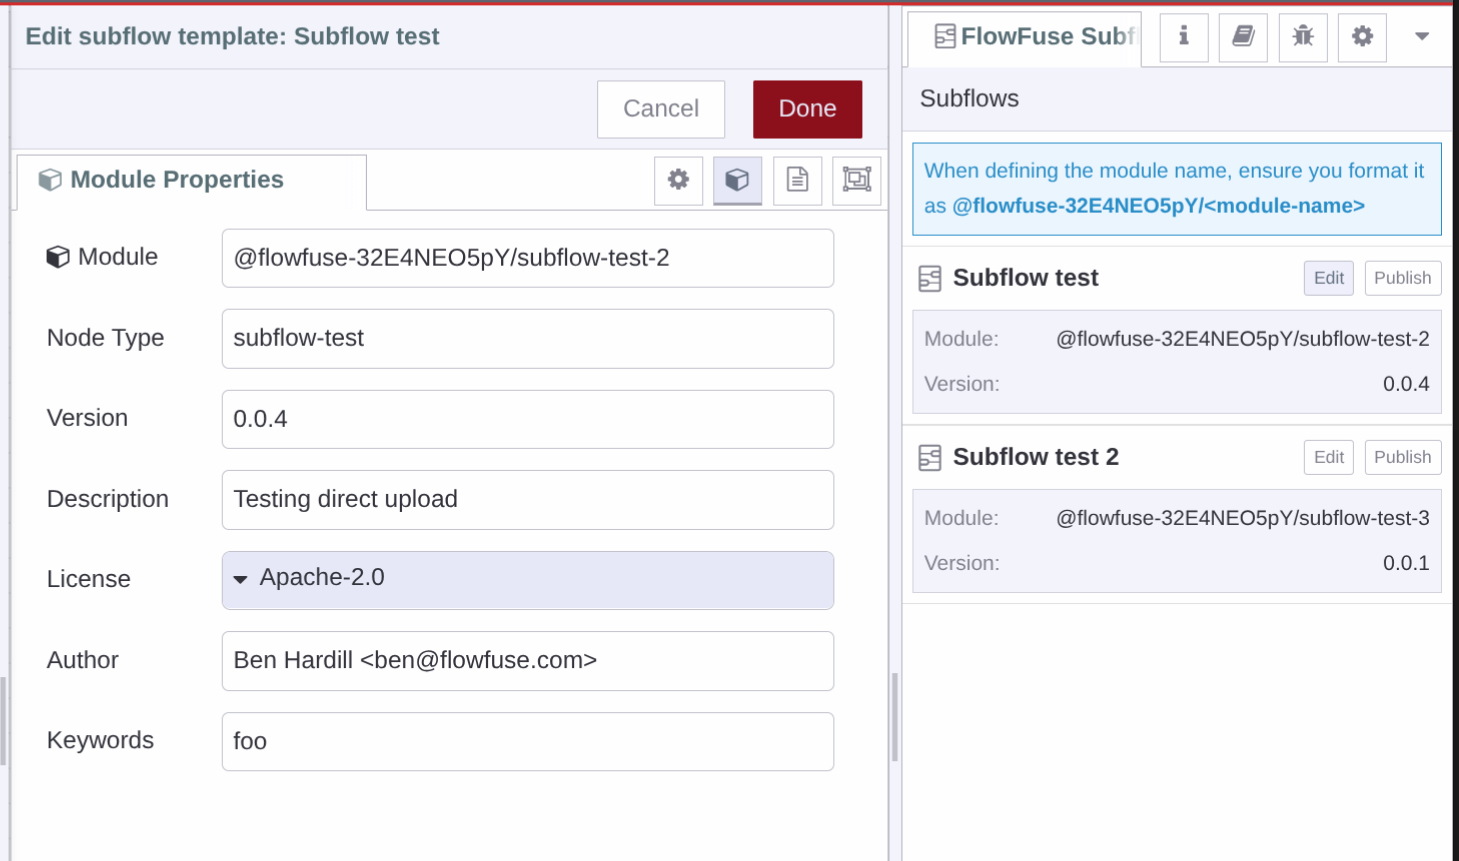 Edit subflow template: Subflow test
Cancel
Done
Module Properties
Module
@flowfuse-32E4NEO5pY/subflow-test-2
Node Type
subflow-test
Version
0.0.4
Description
Testing direct upload
License
Apache-2.0
Author
Ben Hardill <ben@flowfuse.com>
Keywords
foo
FlowFuse Subf
Subflows
When defining the module name, ensure you format it
as @flowfuse-32E4NEO5pY/<module-name>
Subflow test
Edit
Publish
Module:
@flowfuse-32E4NEO5pY/subflow-test-2
Version:
0.0.4
Subflow test 2
Edit
Publish
Module:
@flowfuse-32E4NEO5pY/subflow-test-3
Version:
0.0.1